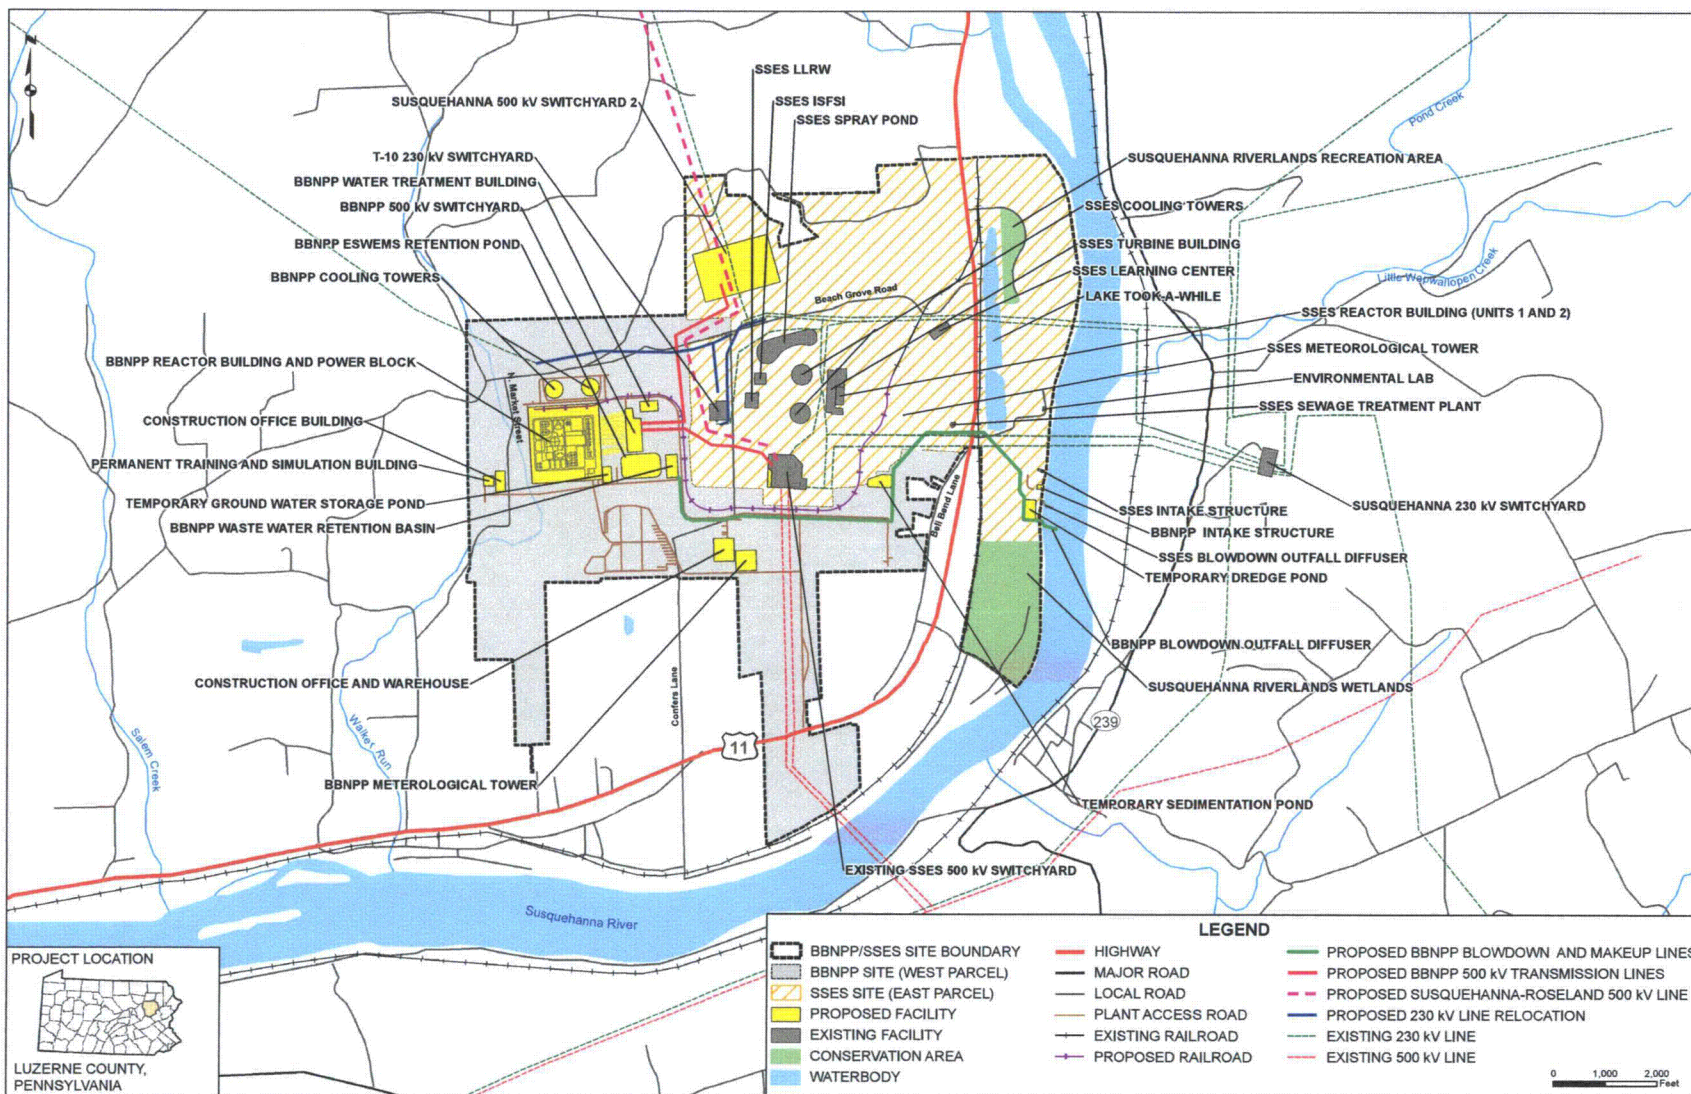 N
SSES LLRW
SUSQUEHANNA 500 kV SWITCHYARD 2
SSES ISFSI
SSES SPRAY POND
Pond Creek
T-10 230 kV SWITCHYARD
SUSQUEHANNA RIVERLANDS RECREATION AREA
BBNPP WATER TREATMENT BUILDING
BBNPP 500 kV SWITCHYARD
SSES COOLING TOWERS
BBNPP ESWEMS RETENTION POND
SSES TURBINE BUILDING
BBNPP COOLING TOWERS
SSES LEARNING CENTER
Little Wapwallopen Creek
Beach Grove Road
LAKE TOOK-A-WHILE
SSES REACTOR BUILDING (UNITS 1 AND 2)
SSES METEOROLOGICAL TOWER
BBNPP REACTOR BUILDING AND POWER BLOCK
ENVIRONMENTAL LAB
N. Market Street
SSES SEWAGE TREATMENT PLANT
CONSTRUCTION OFFICE BUILDING
PERMANENT TRAINING AND SIMULATION BUILDING
TEMPORARY GROUND WATER STORAGE POND
SUSQUEHANNA 230 kV SWITCHYARD
SSES INTAKE STRUCTURE
Bell Bend Lane
BBNPP WASTE WATER RETENTION BASIN
BBNPP INTAKE STRUCTURE
SSES BLOWDOWN OUTFALL DIFFUSER
TEMPORARY DREDGE POND
BBNPP BLOWDOWN OUTFALL DIFFUSER
CONSTRUCTION OFFICE AND WAREHOUSE
SUSQUEHANNA RIVERLANDS WETLANDS
Confers Lane
239
Salem Creek
Walker Run
11
BBNPP METEROLOGICAL TOWER
TEMPORARY SEDIMENTATION POND
EXISTING SSES 500 kV SWITCHYARD
Susquehanna River
PROJECT LOCATION
LUZERNE COUNTY,
PENNSYLVANIA
LEGEND
BBNPP/SSES SITE BOUNDARY
BBNPP SITE (WEST PARCEL)
SSES SITE (EAST PARCEL)
PROPOSED FACILITY
EXISTING FACILITY
CONSERVATION AREA
WATERBODY
HIGHWAY
MAJOR ROAD
LOCAL ROAD
PLANT ACCESS ROAD
EXISTING RAILROAD
PROPOSED RAILROAD
PROPOSED BBNPP BLOWDOWN AND MAKEUP LINES
PROPOSED BBNPP 500 kV TRANSMISSION LINES
PROPOSED SUSQUEHANNA-ROSELAND 500 kV LINE
PROPOSED 230 kV LINE RELOCATION
EXISTING 230 kV LINE
EXISTING 500 kV LINE
0 1,000 2,000
Feet